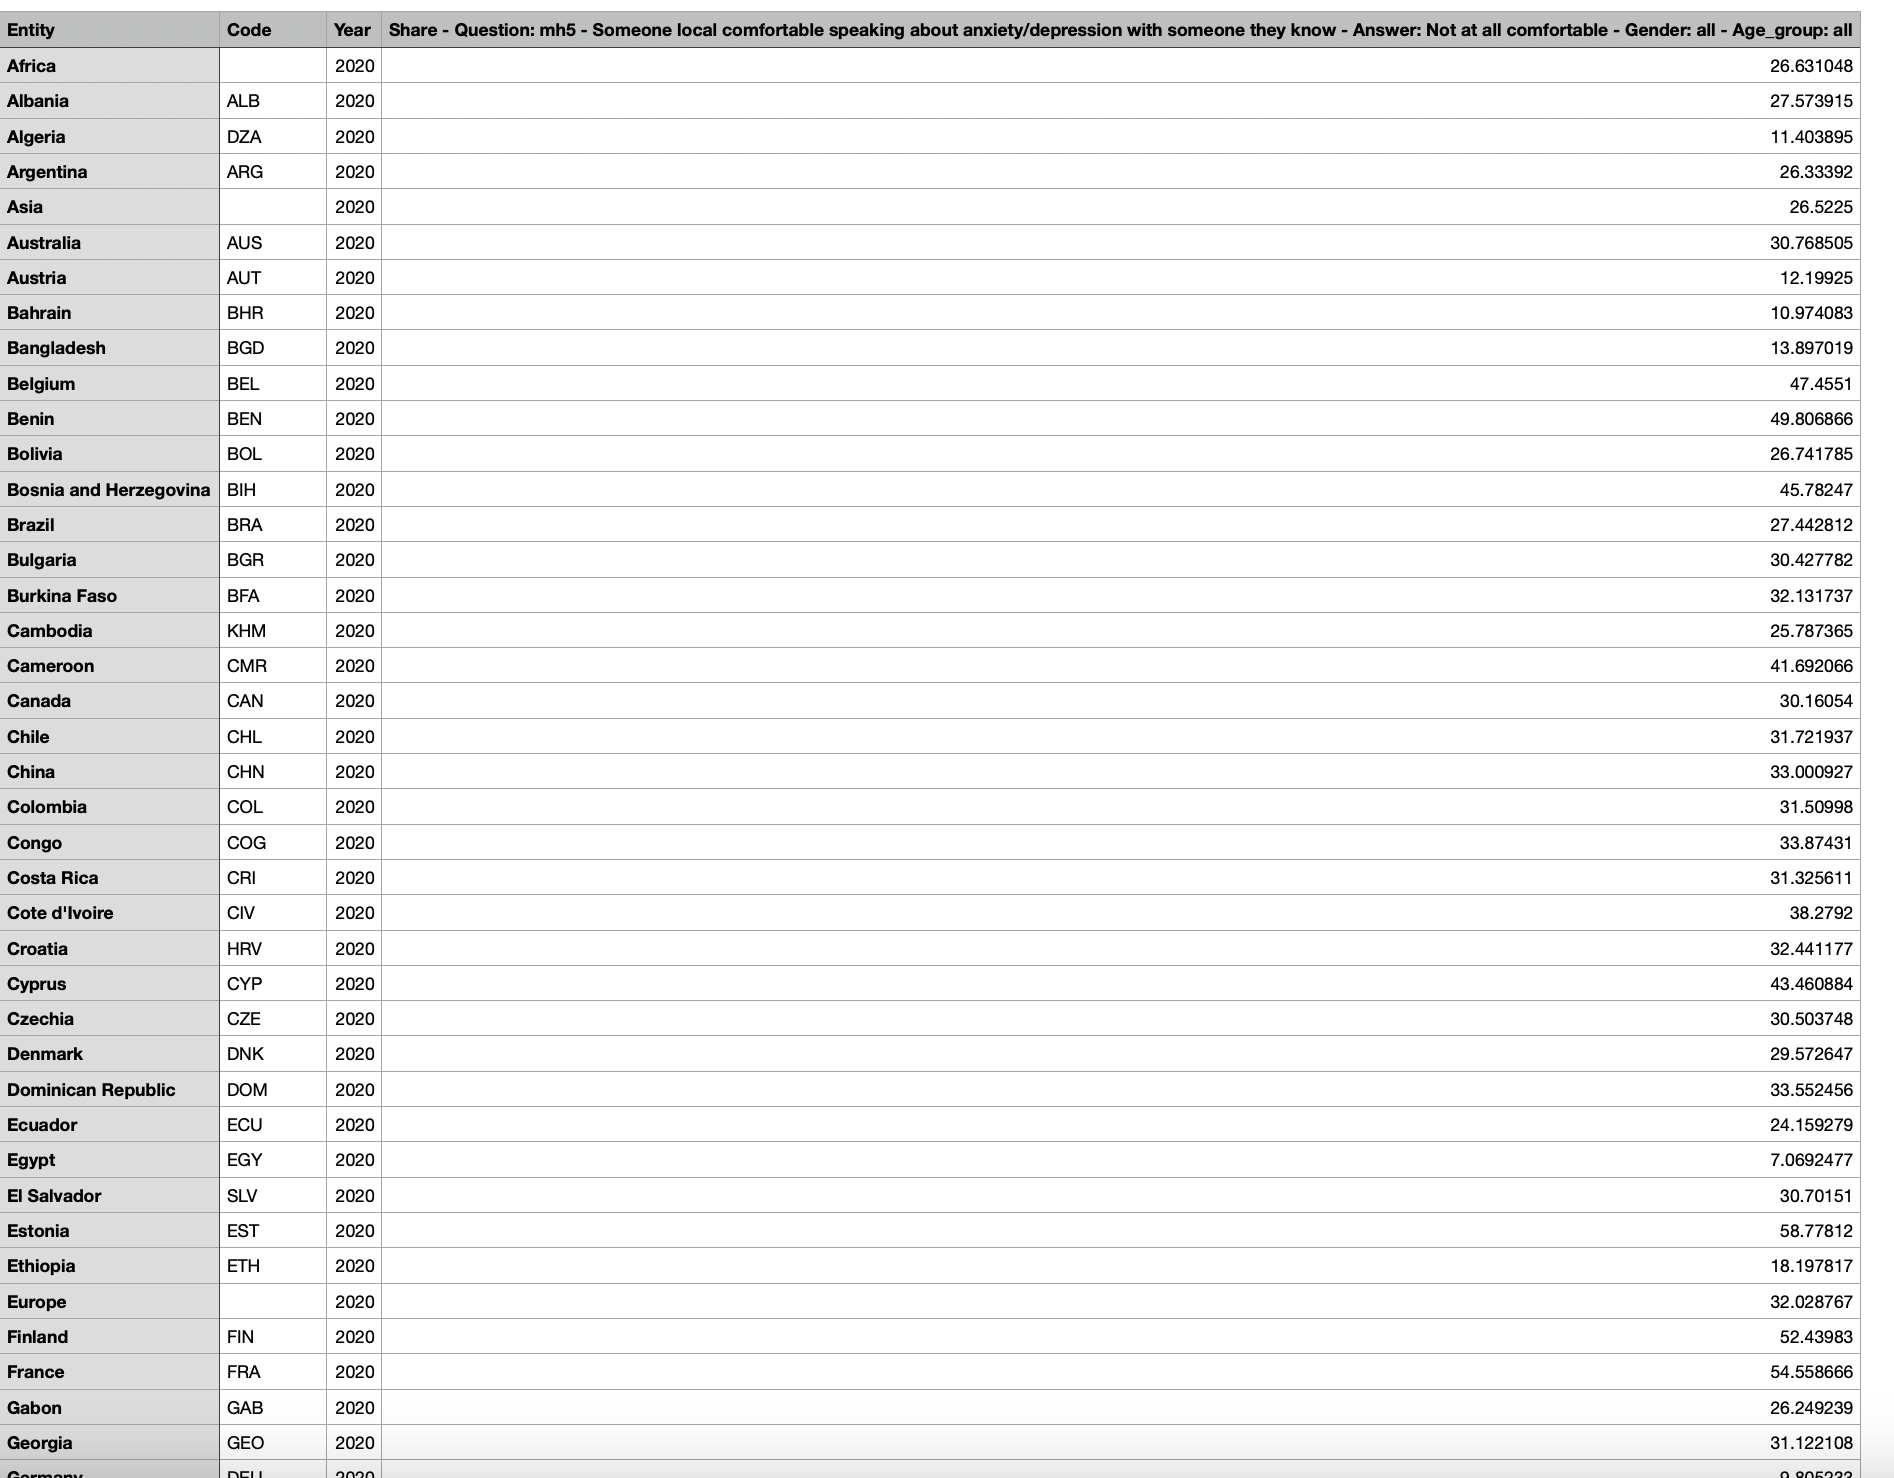 Entity Code Year Share - Question: mh5 - Someone local comfortable speaking about anxiety/depression with someone they know - Answer: Not at all comfortable - Gender: all - Age_group: all
Africa 2020 26.631048
Albania ALB 2020 27.573915
Algeria DZA 2020 11.403895
Argentina ARG 2020 26.33392
Asia 2020 26.5225
Australia AUS 2020 30.768505
Austria AUT 2020 12.19925
Bahrain BHR 2020 10.974083
Bangladesh BGD 2020 13.897019
Belgium BEL 2020 47.4551
Benin BEN 2020 49.806866
Bolivia BOL 2020 26.741785
Bosnia and Herzegovina BIH 2020 45.78247
Brazil BRA 2020 27.442812
Bulgaria BGR 2020 30.427782
Burkina Faso BFA 2020 32.131737
Cambodia KHM 2020 25.787365
Cameroon CMR 2020 41.692066
Canada CAN 2020 30.16054
Chile CHL 2020 31.721937
China CHN 2020 33.000927
Colombia COL 2020 31.50998
Congo COG 2020 33.87431
Costa Rica CRI 2020 31.325611
Cote d'Ivoire CIV 2020 38.2792
Croatia HRV 2020 32.441177
Cyprus CYP 2020 43.460884
Czechia CZE 2020 30.503748
Denmark DNK 2020 29.572647
Dominican Republic DOM 2020 33.552456
Ecuador ECU 2020 24.159279
Egypt EGY 2020 7.0692477
El Salvador SLV 2020 30.70151
Estonia EST 2020 58.77812
Ethiopia ETH 2020 18.197817
Europe 2020 32.028767
Finland FIN 2020 52.43983
France FRA 2020 54.558666
Gabon GAB 2020 26.249239
Georgia GEO 2020 31.122108
Germany DEU 2020